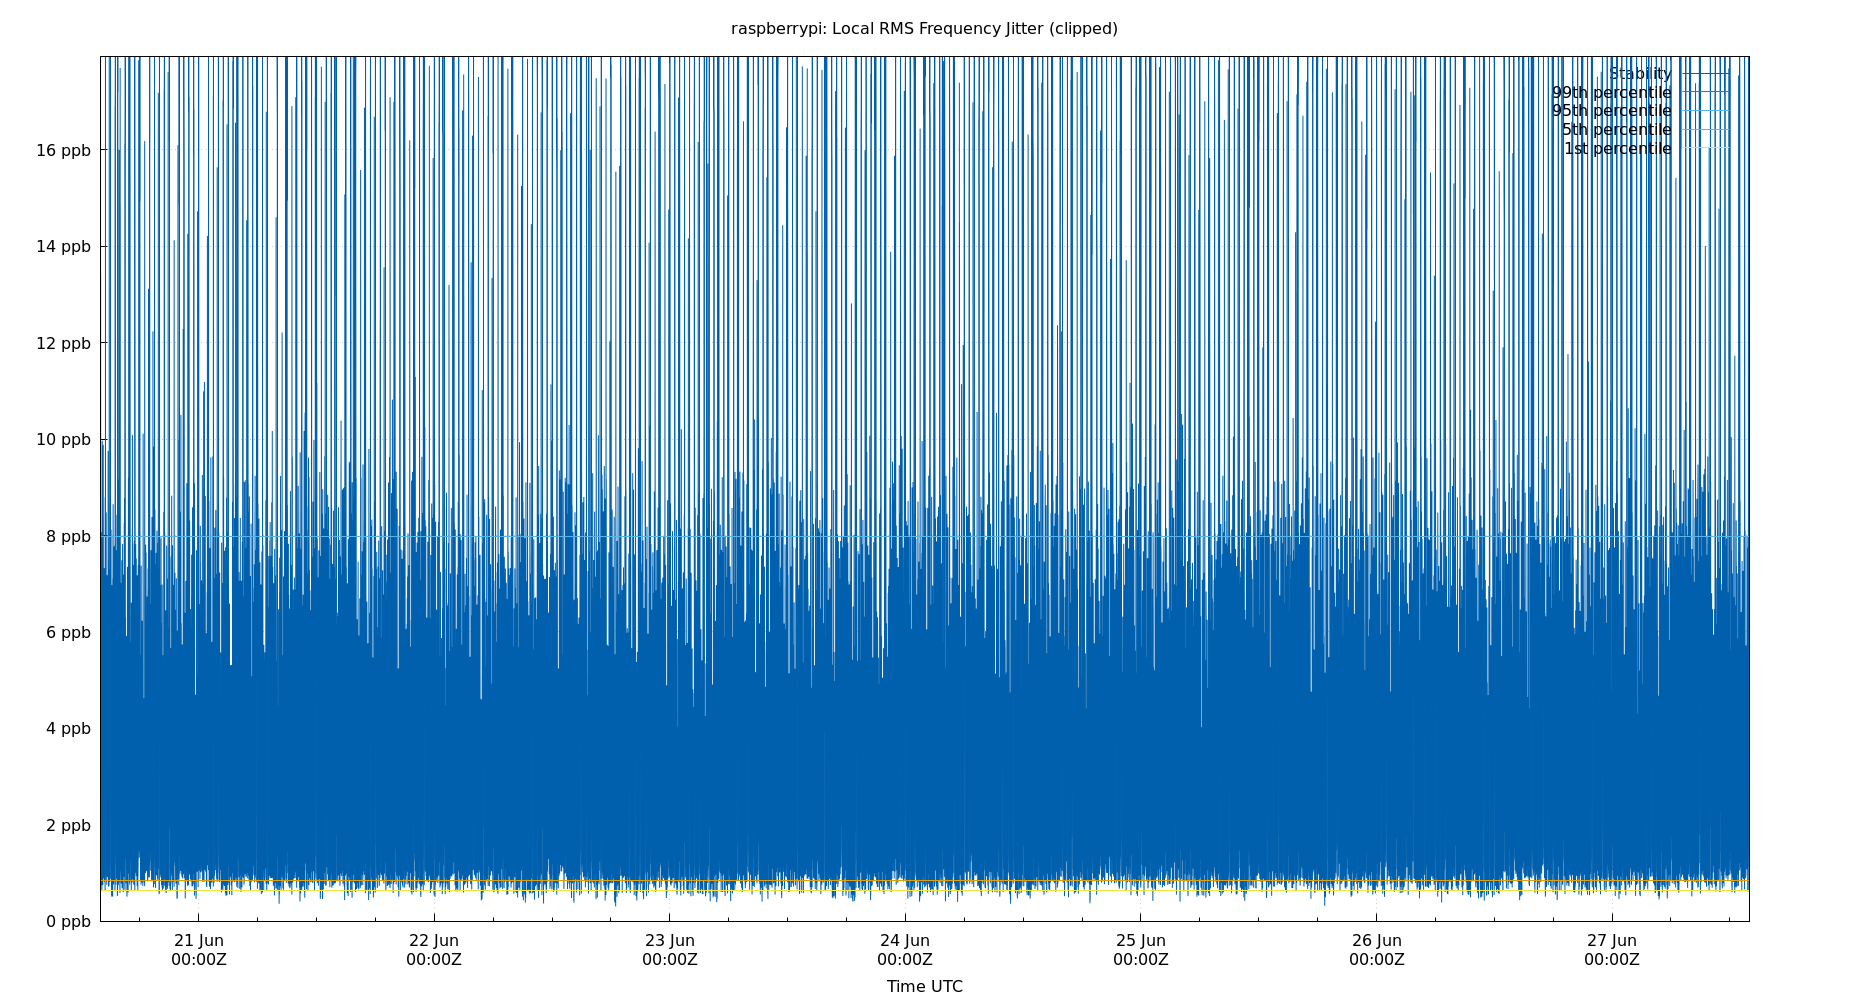 raspberrypi: Local RMS Frequency Jitter (clipped)
Stability
99th percentile
95th percentile
5th percentile
1st percentile
16 ppb
14 ppb
12 ppb
10 ppb
8 ppb
6 ppb
4 ppb
2 ppb
0 ppb
21 Jun 22 Jun 23 Jun 24 Jun 25 Jun 26 Jun 27 Jun
00:00Z 00:00Z 00:00Z 00:00Z 00:00Z 00:00Z 00:00Z
Time UTC